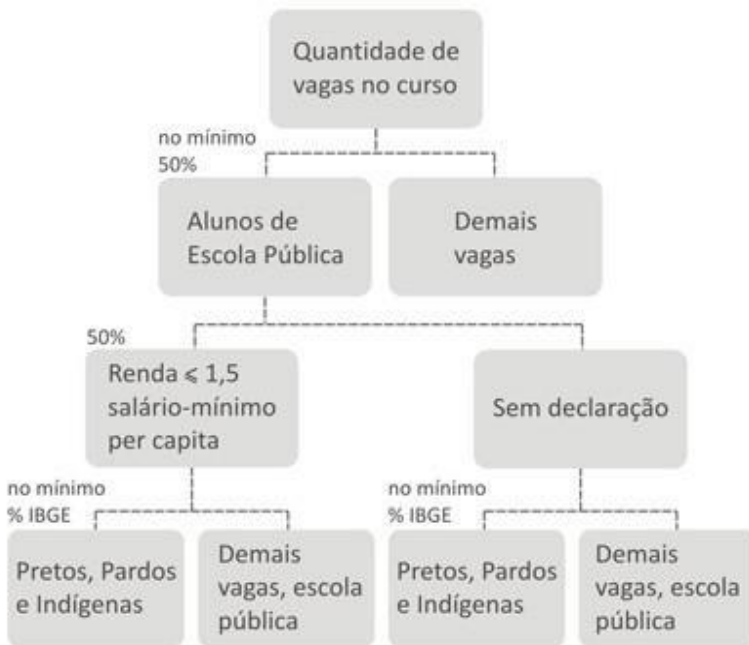 Quantidade de
vagas no curso
no mínimo
50%
Alunos de
Escola Pública
Demais
vagas
50%
Renda ⩽ 1,5
salário-mínimo
per capita
Sem declaração
no mínimo
% IBGE
Pretos, Pardos
e Indígenas
Demais
vagas, escola
pública
no mínimo
% IBGE
Pretos, Pardos
e Indígenas
Demais
vagas, escola
pública